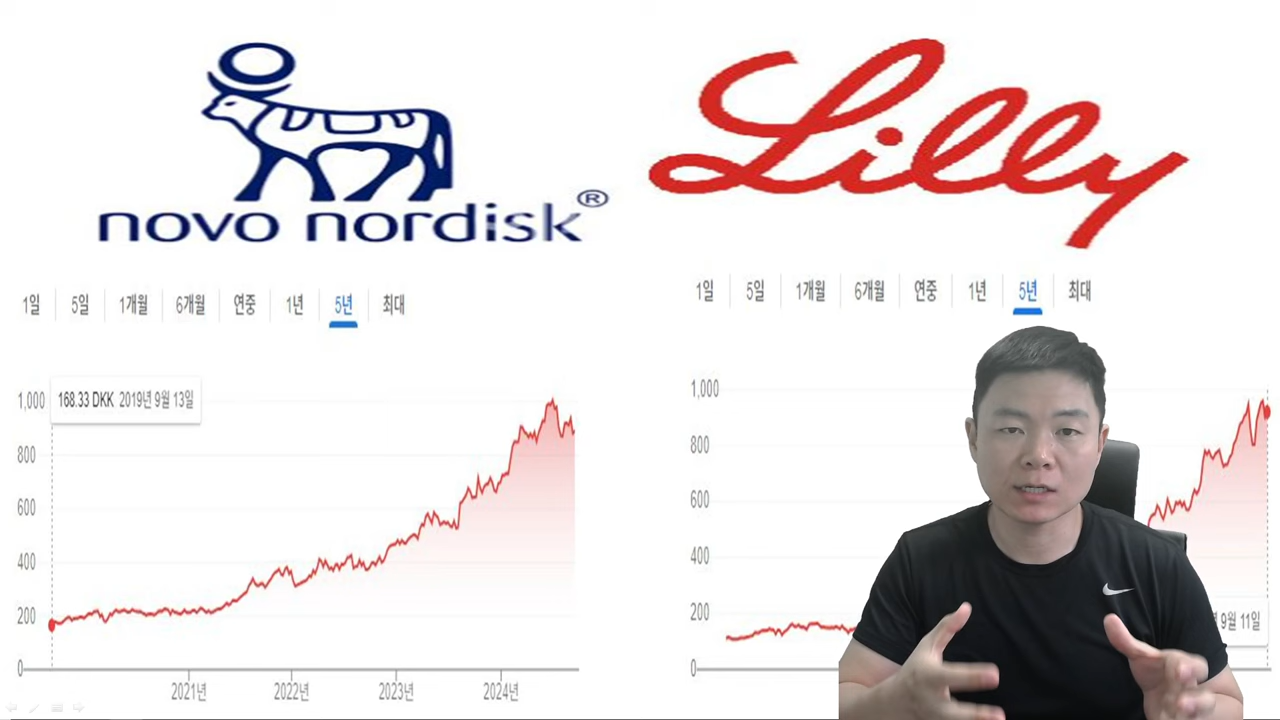 novo nordisk®
Lilly
1일 5일 1개월 6개월 연중 1년 5년 최대
1일 5일 1개월 6개월 연중 1년 5년 최대
1,000
168.33 DKK 2019년 9월 13일
800
600
400
200
0
2021년 2022년 2023년 2024년
1,000
800
600
400
200
0
9월 11일